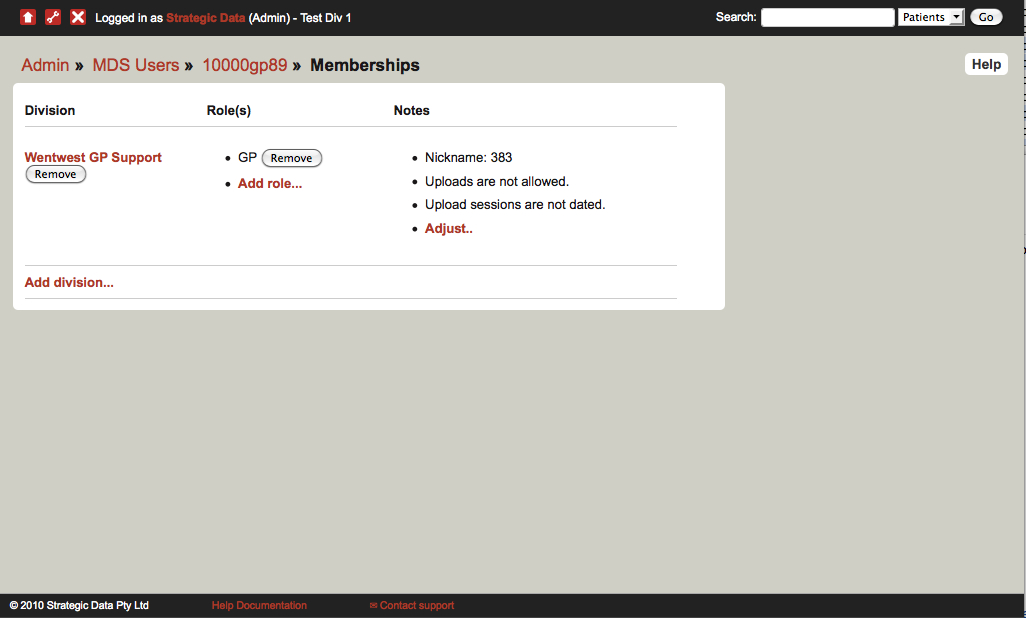 Logged in as Strategic Data (Admin) - Test Div 1
Search:
Patients
Go
Admin » MDS Users » 10000gp89 » Memberships
Help
Division
Role(s)
Notes
Wentwest GP Support
Remove
• GP Remove
• Add role...
• Nickname: 383
• Uploads are not allowed.
• Upload sessions are not dated.
• Adjust..
Add division...
© 2010 Strategic Data Pty Ltd
Help Documentation
✉ Contact support